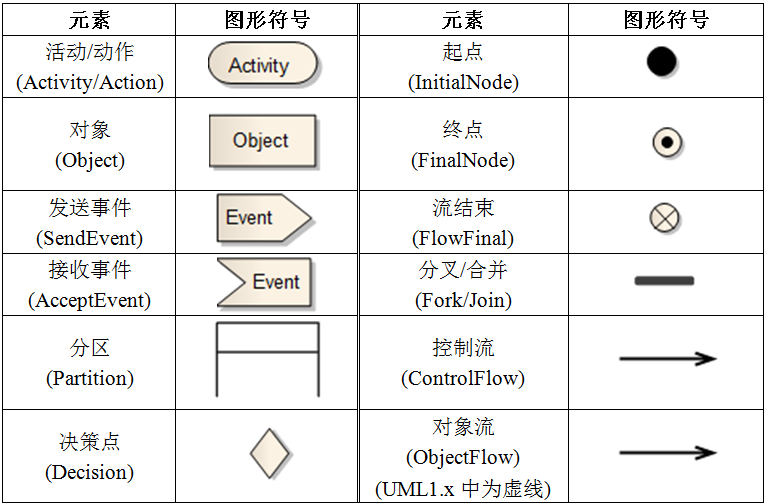 元素 图形符号 元素 图形符号
活动/动作
(Activity/Action)
Activity
起点
(InitialNode)
对象
(Object)
Object
终点
(FinalNode)
发送事件
(SendEvent)
Event
流结束
(FlowFinal)
接收事件
(AcceptEvent)
Event
分叉/合并
(Fork/Join)
分区
(Partition)
控制流
(ControlFlow)
决策点
(Decision)
对象流
(ObjectFlow)
(UML1.x 中为虚线)